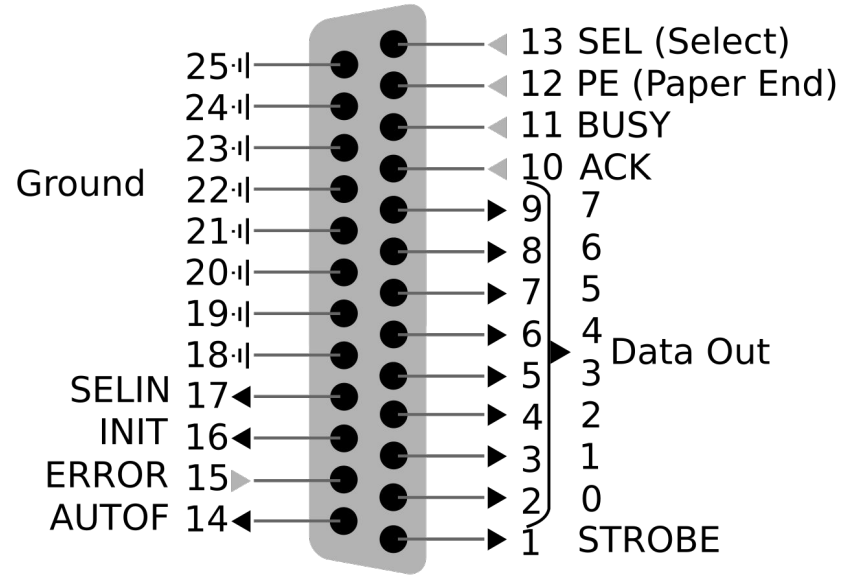 13 SEL (Select)
25
12 PE (Paper End)
24
11 BUSY
23
10 ACK
Ground
22
9 7
21
8 6
20
7 5
19
6 4
Data Out
18
5 3
SELIN 17
4 2
INIT 16
3 1
ERROR 15
2 0
AUTOF 14
1 STROBE